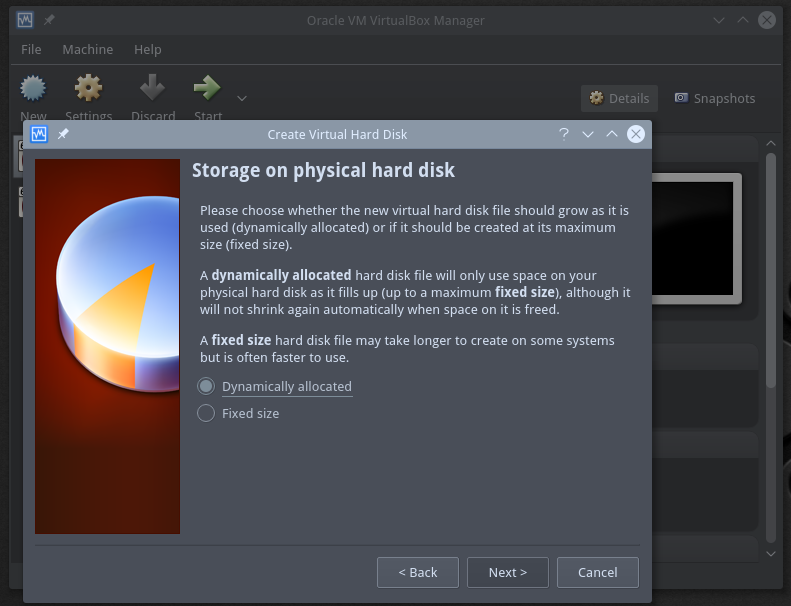 Oracle VM VirtualBox Manager
File Machine Help
New Settings Discard Start Details Snapshots
Create Virtual Hard Disk ?
Storage on physical hard disk
Please choose whether the new virtual hard disk file should grow as it is
used (dynamically allocated) or if it should be created at its maximum
size (fixed size).
A dynamically allocated hard disk file will only use space on your
physical hard disk as it fills up (up to a maximum fixed size), although it
will not shrink again automatically when space on it is freed.
A fixed size hard disk file may take longer to create on some systems
but is often faster to use.
Dynamically allocated
Fixed size
< Back Next > Cancel